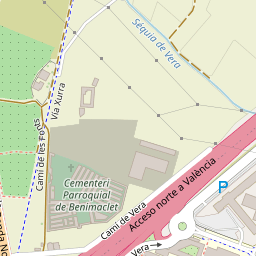 Séquia de Vera
Via Xurra
Camí de les Fonts
Cementeri
Parroquial
de Benimaclet
Camí de Vera
Acceso norte a València
P
Vera